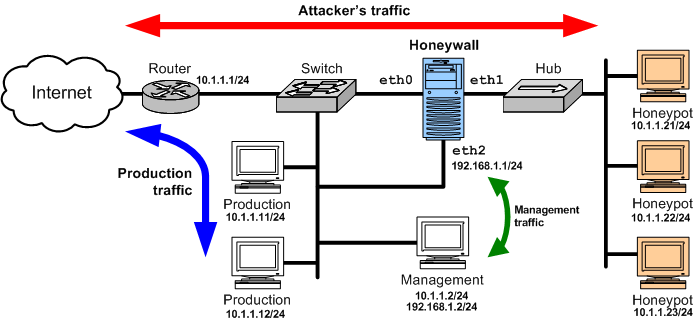 Attacker's traffic
Honeywall
Router
10.1.1.1/24
Switch
eth0
eth1
Hub
Internet
Honeypot
10.1.1.21/24
eth2
192.168.1.1/24
Production
traffic
Production
10.1.1.11/24
Management
traffic
Honeypot
10.1.1.22/24
Production
10.1.1.12/24
Management
10.1.1.2/24
192.168.1.2/24
Honeypot
10.1.1.23/24